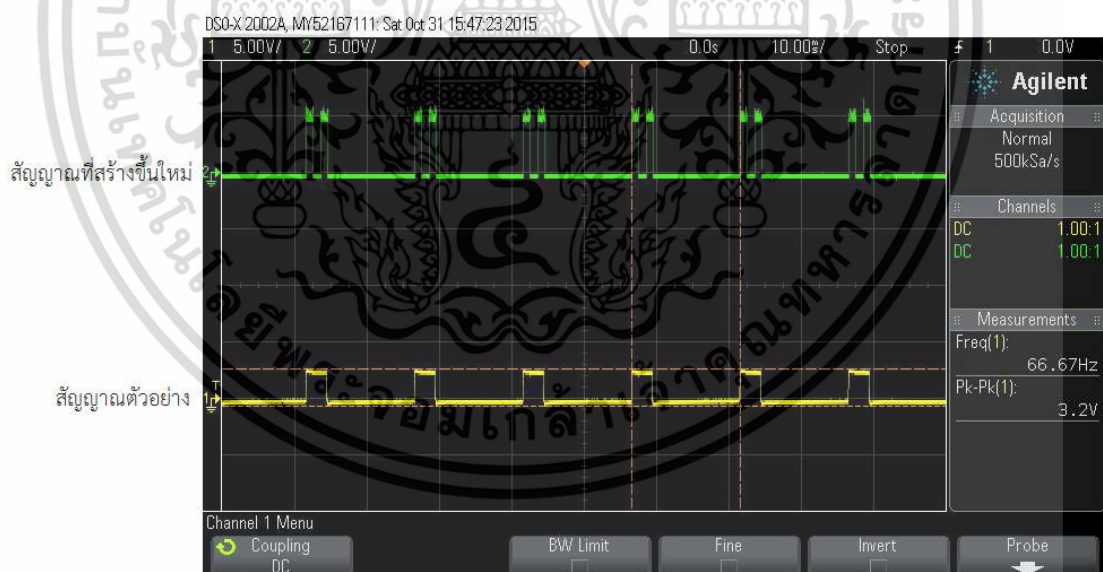 DSO-X 2002A, MY52167111: Sat Oct 31 15:47:23 2015
1 5.00V/ 2 5.00V/ 0.0s 10.00ms/ Stop 1 0.0V
Agilent
Acquisition
Normal
500kSa/s
สัญญาณที่สร้างขึ้นใหม่
Channels
DC 1.00:1
DC 1.00:1
Measurements
Freq(1):
66.67Hz
Pk-Pk(1):
3.2V
สัญญาณตัวอย่าง
Channel 1 Menu
Coupling BW Limit Fine Invert Probe
DC